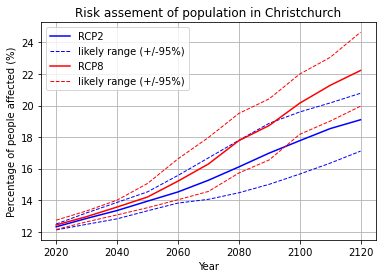 Risk assement of population in Christchurch
RCP2
likely range (+/-95%)
RCP8
likely range (+/-95%)
Percentage of people affected (%)
24
22
20
18
16
14
12
2020 2040 2060 2080 2100 2120
Year